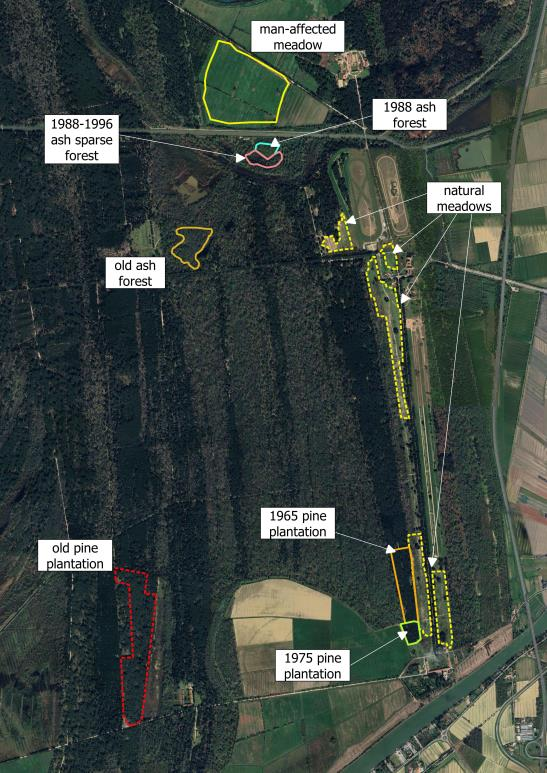 man-affected
meadow
1988 ash
forest
1988-1996
ash sparse
forest
natural
meadows
old ash
forest
1965 pine
plantation
old pine
plantation
1975 pine
plantation